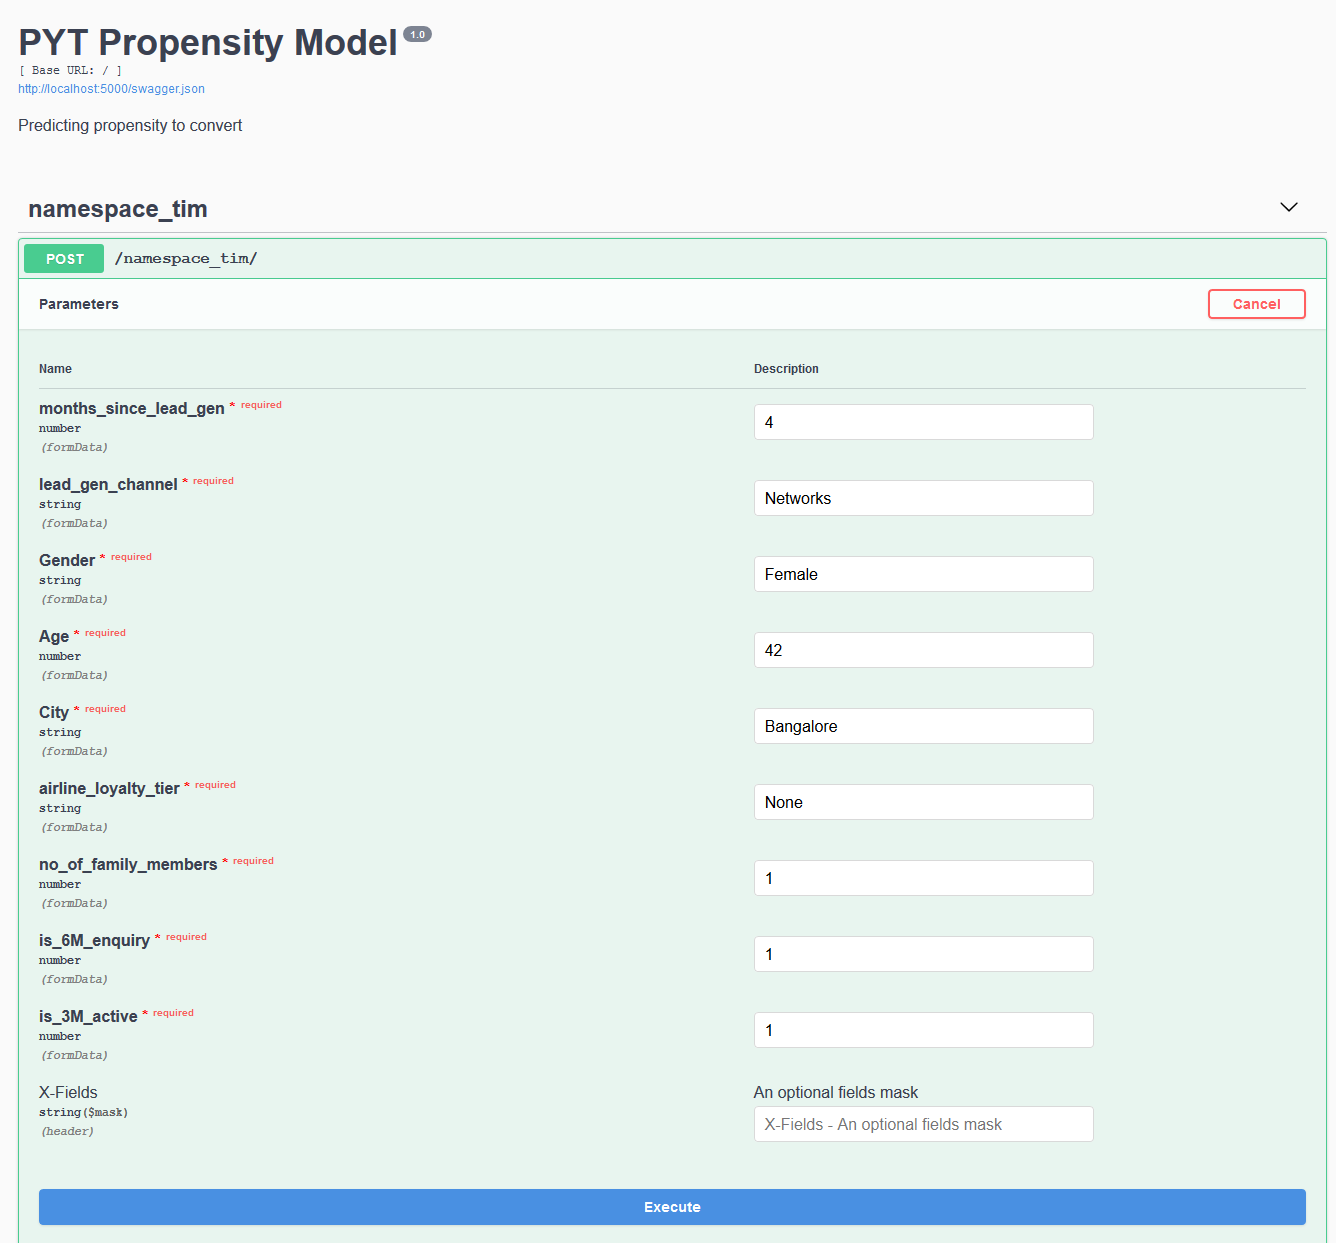 PYT Propensity Model 1.0
[ Base URL: / ]
http://localhost:5000/swagger.json
Predicting propensity to convert
namespace_tim
POST /namespace_tim/
Parameters Cancel
Name Description
months_since_lead_gen * required
number
(formData)
4
lead_gen_channel * required
string
(formData)
Networks
Gender * required
string
(formData)
Female
Age * required
number
(formData)
42
City * required
string
(formData)
Bangalore
airline_loyalty_tier * required
string
(formData)
None
no_of_family_members * required
number
(formData)
1
is_6M_enquiry * required
number
(formData)
1
is_3M_active * required
number
(formData)
1
X-Fields
string($mask)
(header)
An optional fields mask
X-Fields - An optional fields mask
Execute